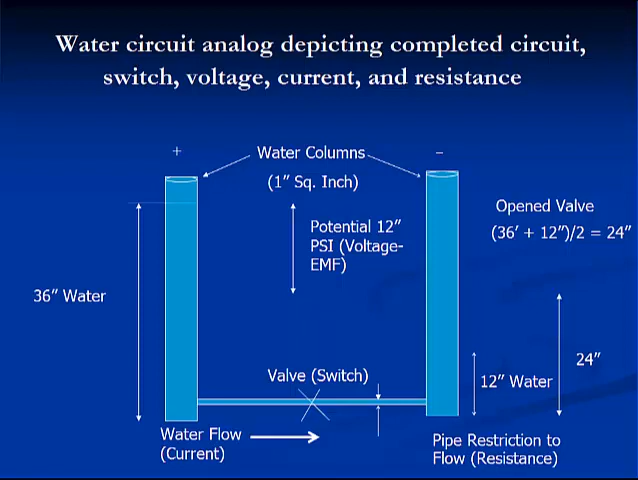 Water circuit analog depicting completed circuit,
switch, voltage, current, and resistance
+
Water Columns
–
(1” Sq. Inch)
Opened Valve
(36’ + 12”)/2 = 24”
Potential 12”
PSI (Voltage-
EMF)
36” Water
24”
Valve (Switch)
12” Water
Water Flow
(Current)
Pipe Restriction to
Flow (Resistance)